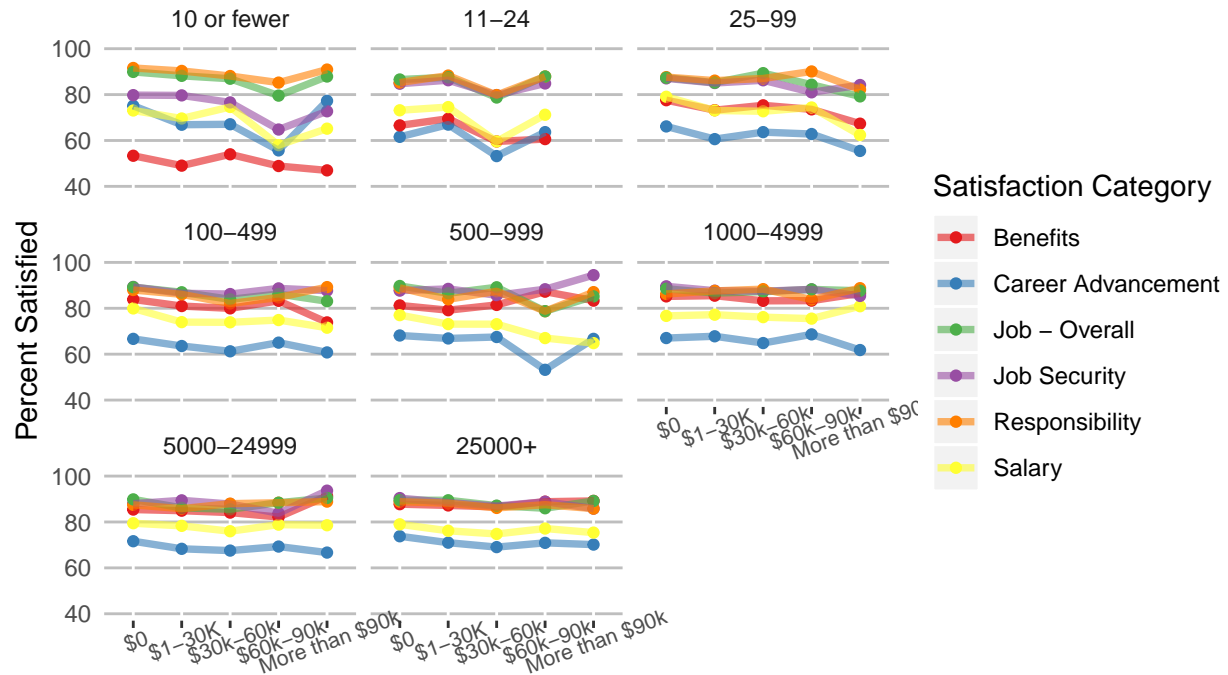 10 or fewer
11−24
25−99
100
80
60
40
100−499
500−999
1000−4999
100
80
60
40
$0
$1−30K
$30k−60k
$60k−90k
More than $90k
5000−24999
25000+
100
80
60
40
$0
$1−30K
$30k−60k
$60k−90k
More than $90k
$0
$1−30K
$30k−60k
$60k−90k
More than $90k
Percent Satisfied
Satisfaction Category
Benefits
Career Advancement
Job − Overall
Job Security
Responsibility
Salary